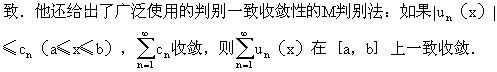 致．他还给出了广泛使用的判别一致收敛性的M判别法：如果|uₙ（x）|
≤cₙ（a≤x≤b），∑_{n=1}^{∞}cₙ收敛，则∑_{n=1}^{∞}uₙ（x）在［a，b］上一致收敛．